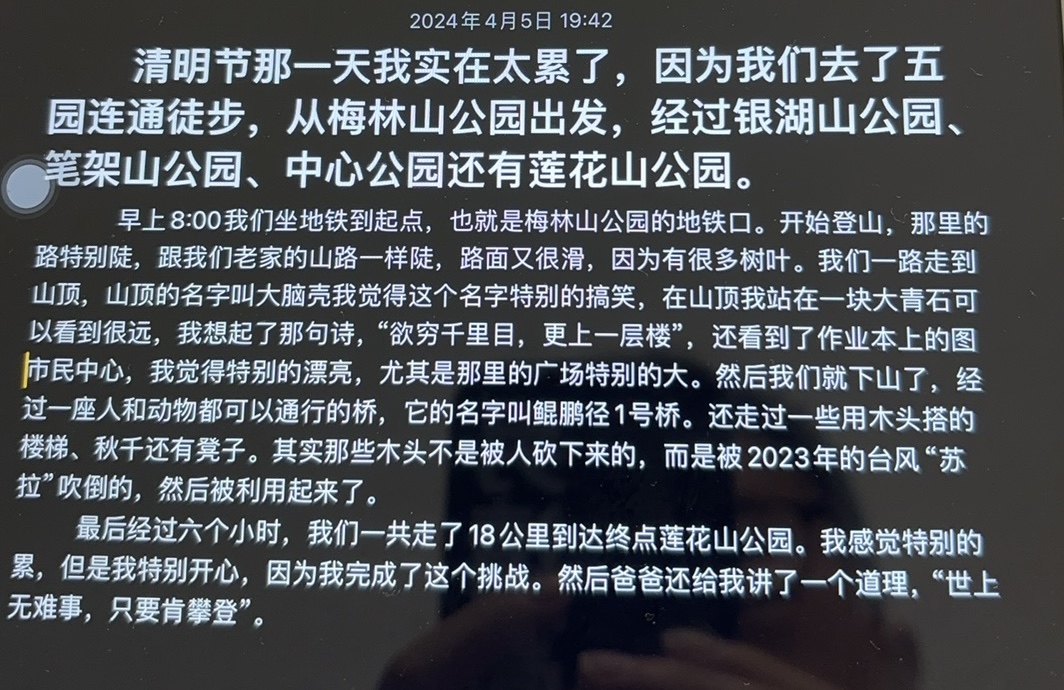 2024年4月5日 19:42
清明节那一天我实在太累了，因为我们去了五
园连通徒步，从梅林山公园出发，经过银湖山公园、
笔架山公园、中心公园还有莲花山公园。
早上8:00我们坐地铁到起点，也就是梅林山公园的地铁口。开始登山，那里的
路特别陡，跟我们老家的山路一样陡，路面又很滑，因为有很多树叶。我们一路走到
山顶，山顶的名字叫大脑壳我觉得这个名字特别的搞笑，在山顶我站在一块大青石可
以看到很远，我想起了那句诗，“欲穷千里目，更上一层楼”，还看到了作业本上的图
市民中心，我觉得特别的漂亮，尤其是那里的广场特别的大。然后我们就下山了，经
过一座人和动物都可以通行的桥，它的名字叫鲲鹏径1号桥。还走过一些用木头搭的
楼梯、秋千还有凳子。其实那些木头不是被人砍下来的，而是被2023年的台风“苏
拉”吹倒的，然后被利用起来了。
最后经过六个小时，我们一共走了18公里到达终点莲花山公园。我感觉特别的
累，但是我特别开心，因为我完成了这个挑战。然后爸爸还给我讲了一个道理，“世上
无难事，只要肯攀登”。